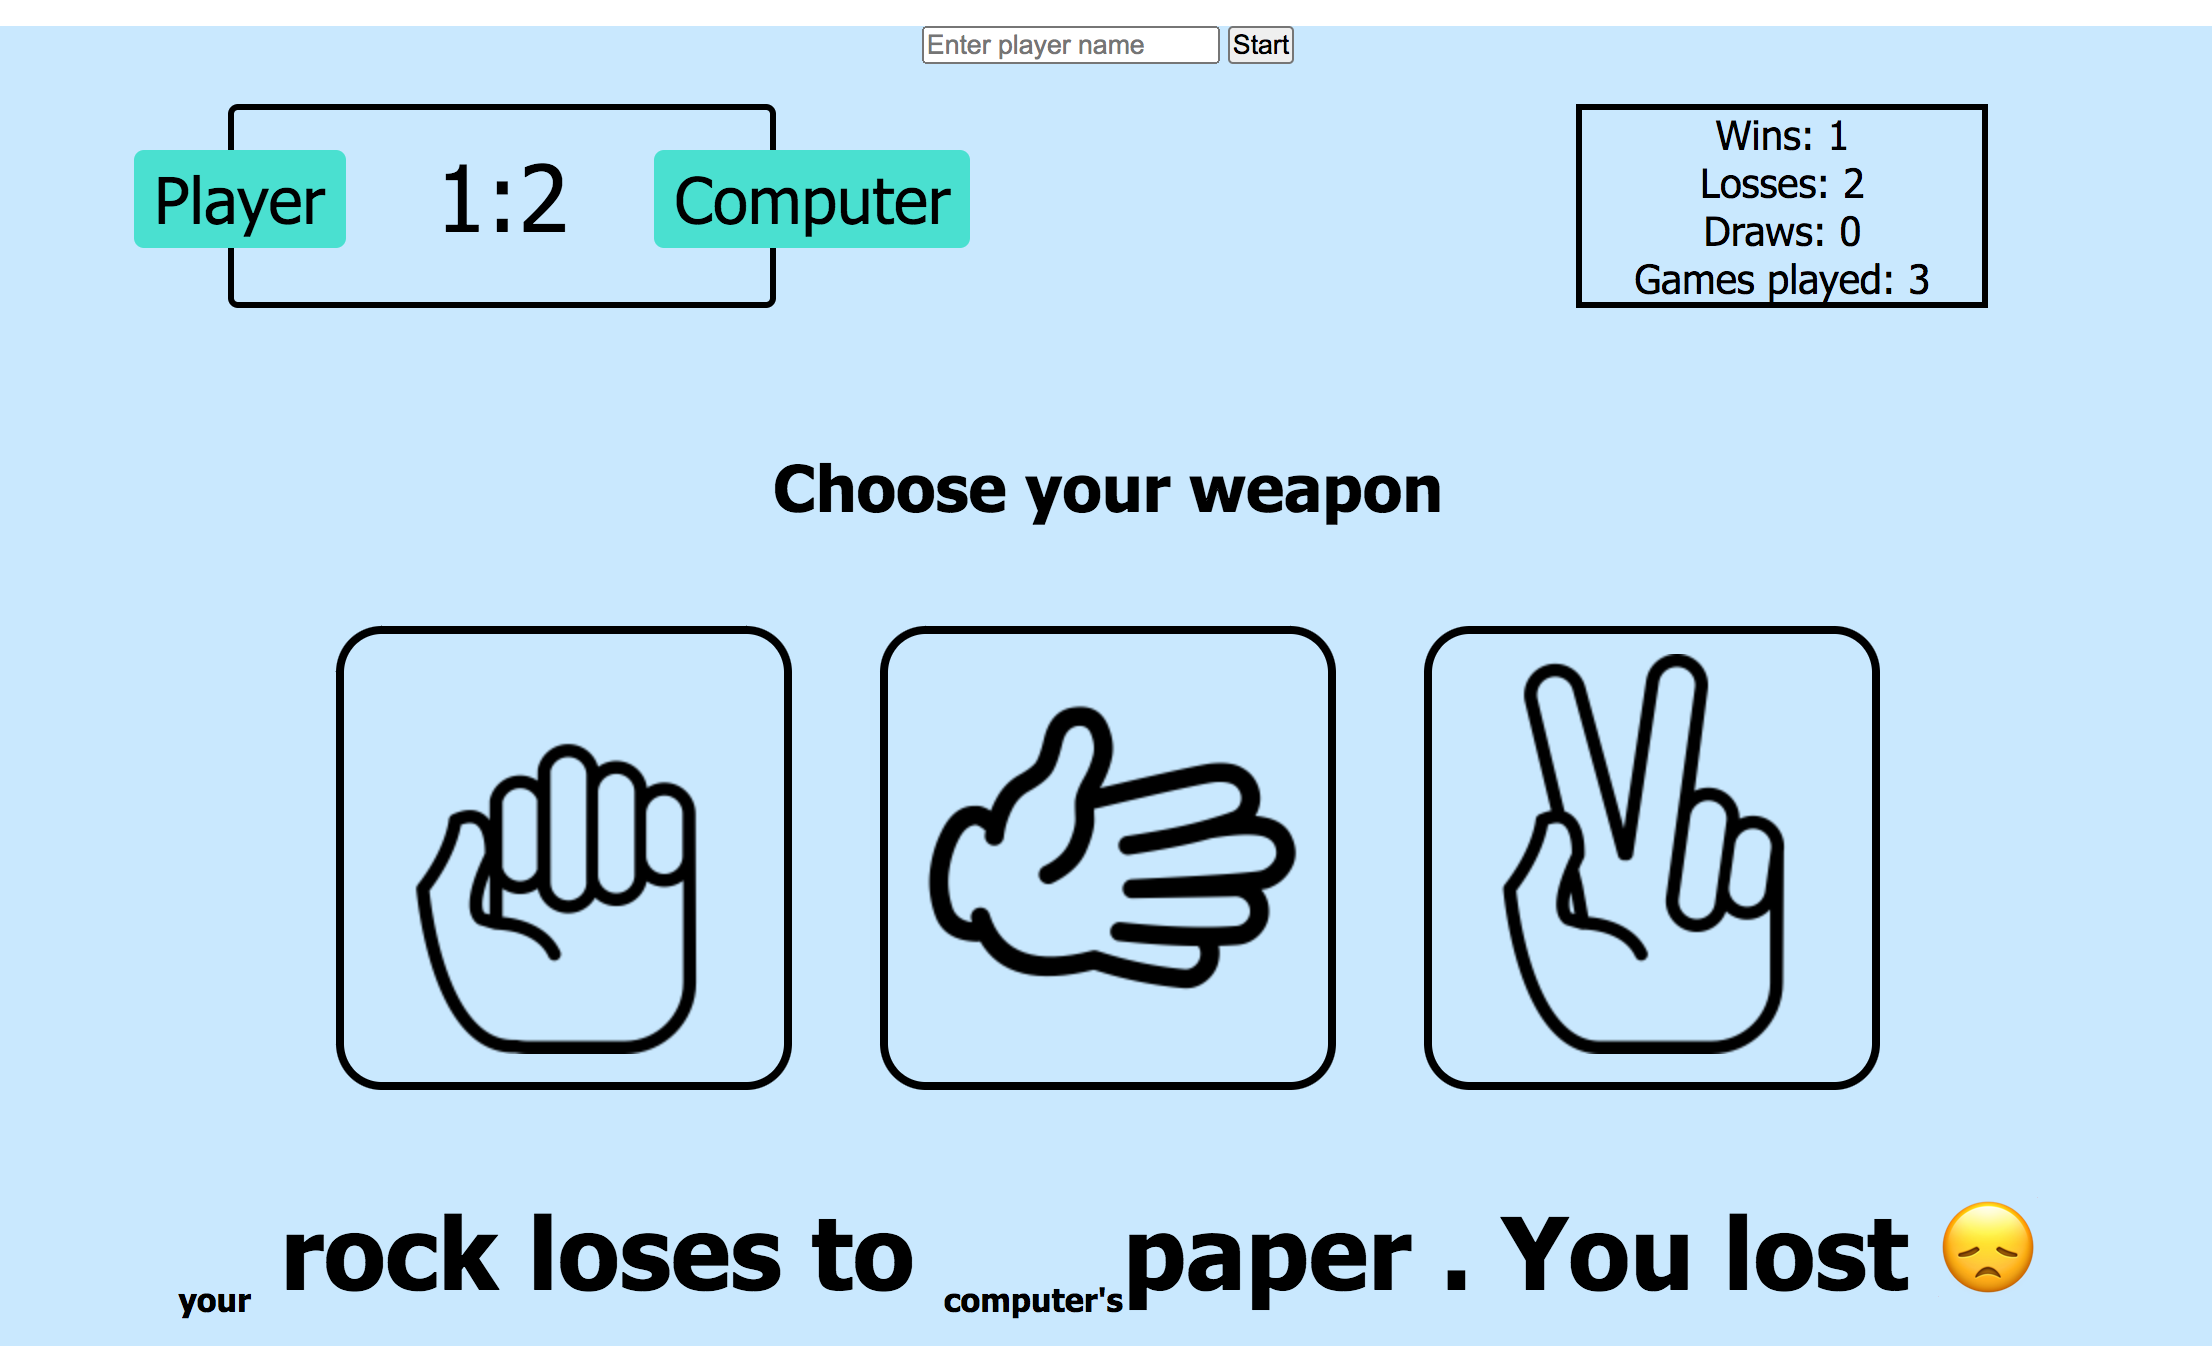 Enter player name Start
Player 1:2 Computer
Wins: 1
Losses: 2
Draws: 0
Games played: 3
Choose your weapon
your rock loses to computer's paper . You lost 😞